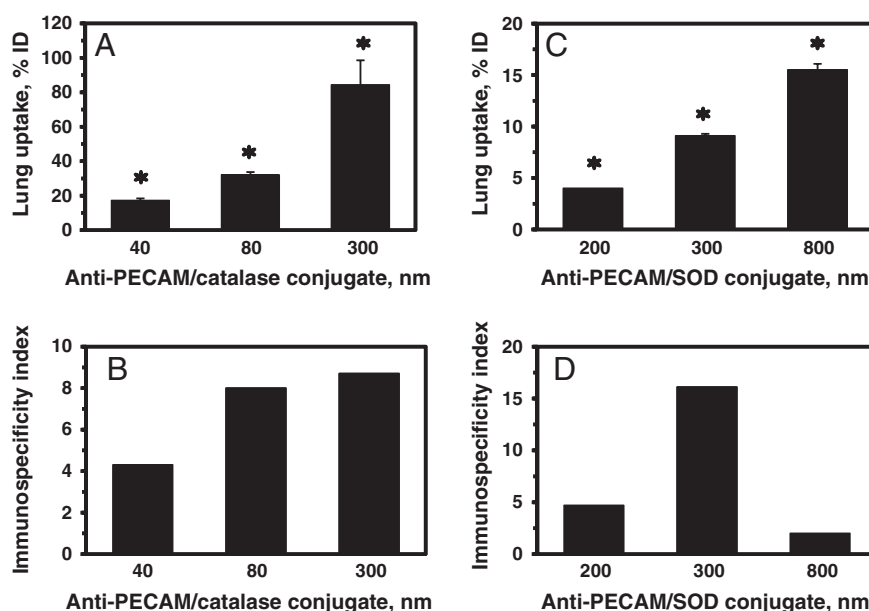 A
Lung uptake, % ID
120
100
80
60
40
20
0
*
*
*
40 80 300
Anti-PECAM/catalase conjugate, nm
C
Lung uptake, % ID
20
15
10
5
0
*
*
*
200 300 800
Anti-PECAM/SOD conjugate, nm
B
Immunospecificity index
10
8
6
4
2
0
40 80 300
Anti-PECAM/catalase conjugate, nm
D
Immunospecificity index
20
15
10
5
0
200 300 800
Anti-PECAM/SOD conjugate, nm